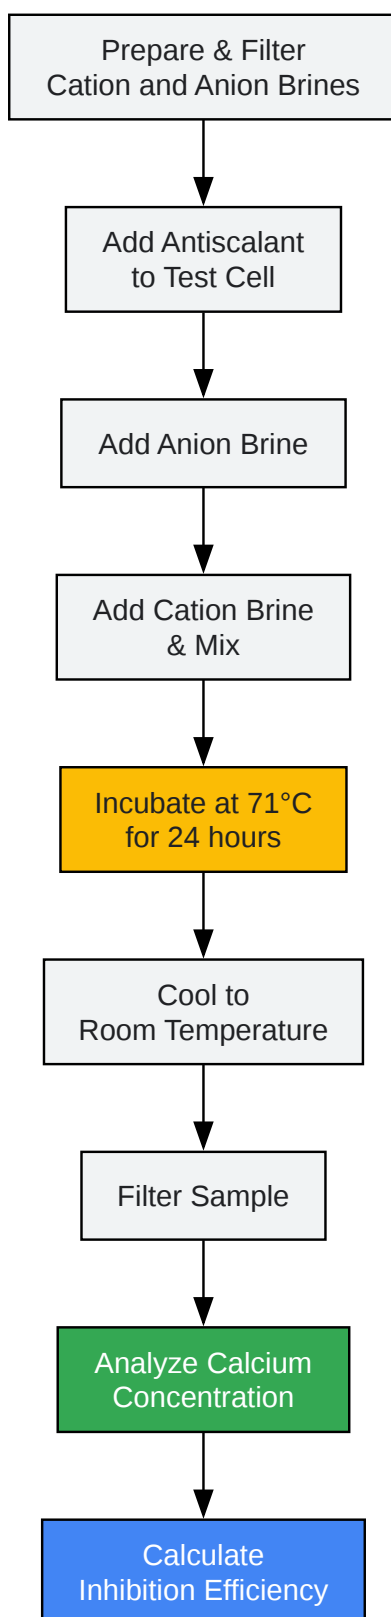 Prepare & Filter
Cation and Anion Brines
Add Antiscalant
to Test Cell
Add Anion Brine
Add Cation Brine
& Mix
Incubate at 71°C
for 24 hours
Cool to
Room Temperature
Filter Sample
Analyze Calcium
Concentration
Calculate
Inhibition Efficiency